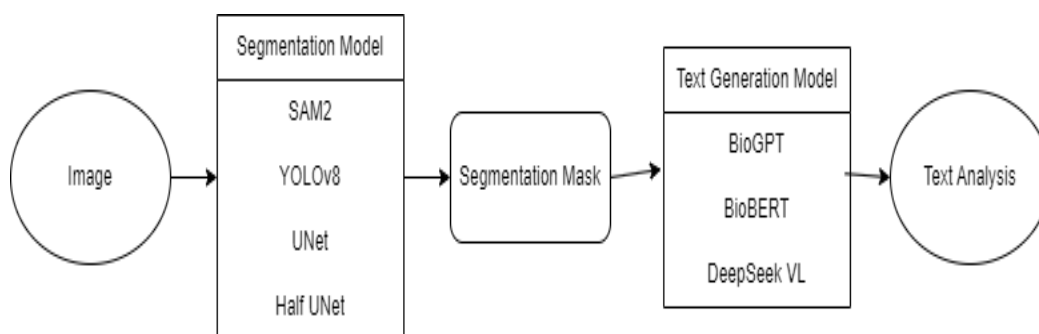 Image
Segmentation Model
SAM2
YOLOv8
UNet
Half UNet
Segmentation Mask
Text Generation Model
BioGPT
BioBERT
DeepSeek VL
Text Analysis